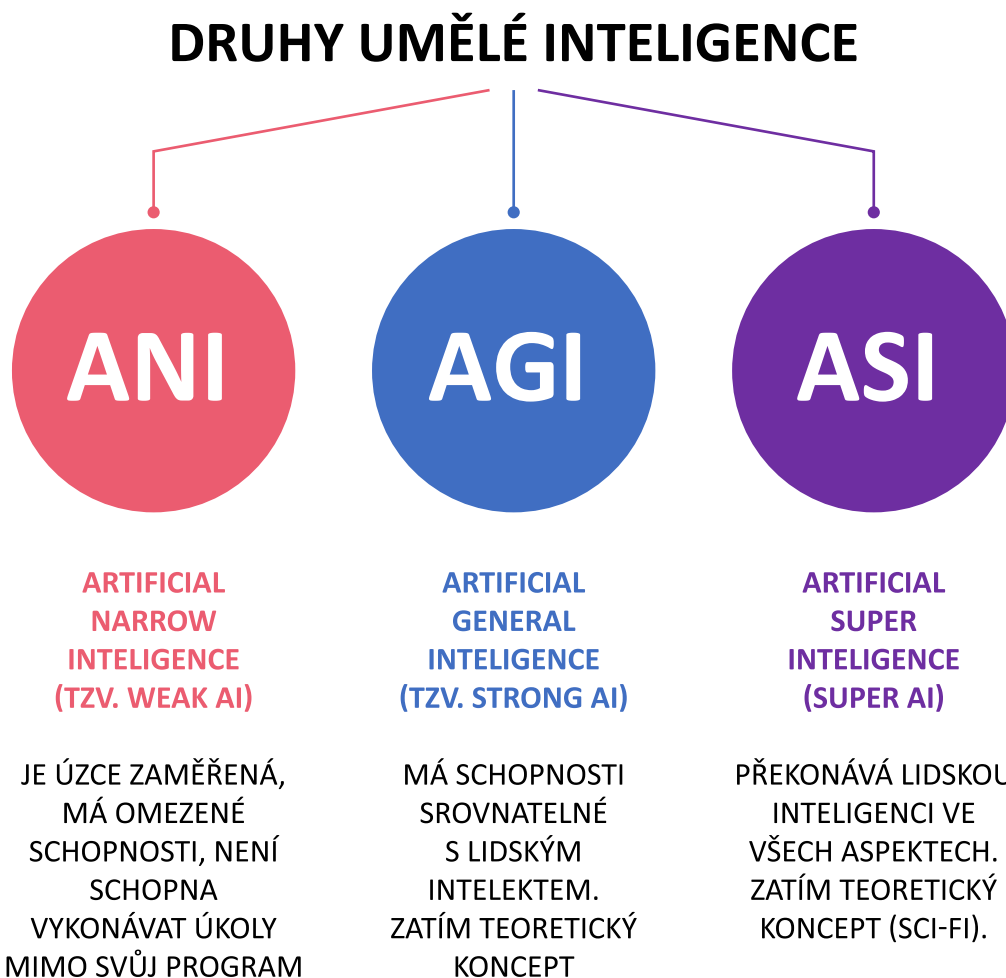 DRUHY UMĚLÉ INTELIGENCE
ANI
ARTIFICIAL
NARROW
INTELIGENCE
(TZV. WEAK AI)
JE ÚZCE ZAMĚŘENÁ,
MÁ OMEZENÉ
SCHOPNOSTI, NENÍ
SCHOPNA
VYKONÁVAT ÚKOLY
MIMO SVŮJ PROGRAM
AGI
ARTIFICIAL
GENERAL
INTELIGENCE
(TZV. STRONG AI)
MÁ SCHOPNOSTI
SROVNATELNÉ
S LIDSKÝM
INTELEKTEM.
ZATÍM TEORETICKÝ
KONCEPT
ASI
ARTIFICIAL
SUPER
INTELIGENCE
(SUPER AI)
PŘEKONÁVÁ LIDSKOU
INTELIGENCI VE
VŠECH ASPEKTECH.
ZATÍM TEORETICKÝ
KONCEPT (SCI-FI).